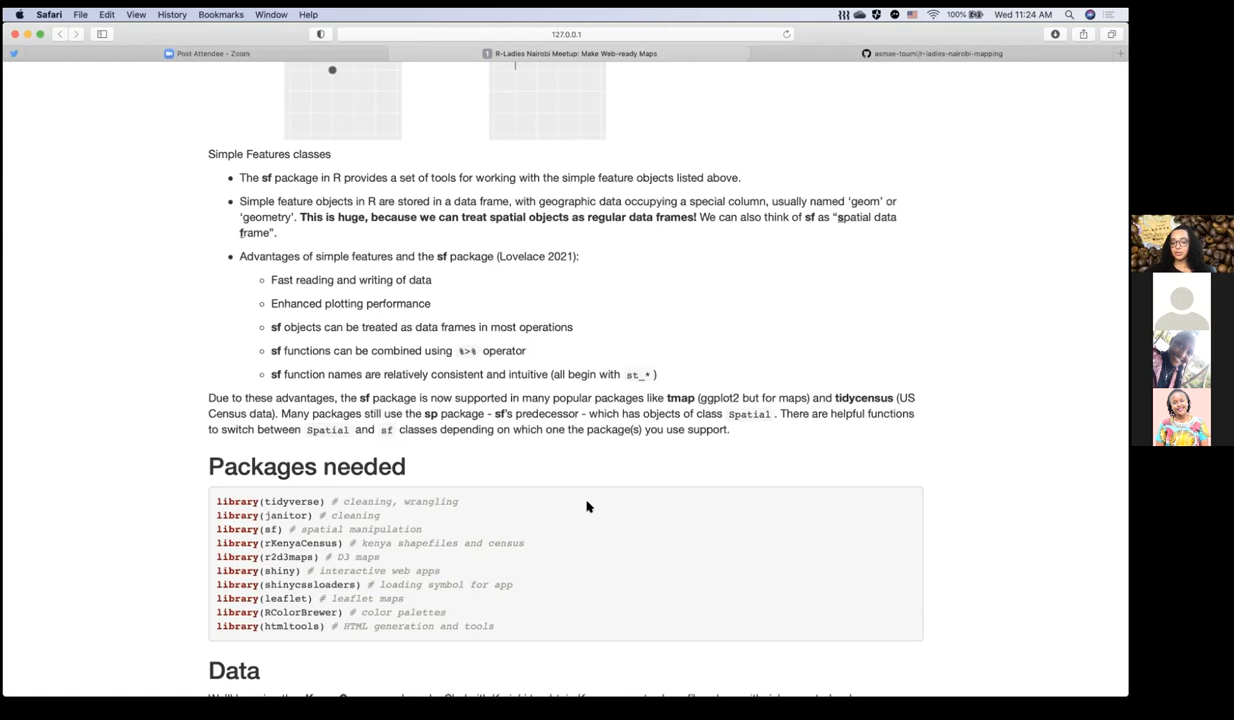 Safari File Edit View History Bookmarks Window Help 100% Wed 11:24 AM
127.0.0.1
Post Attendee - Zoom 1 R-Ladies Nairobi Meetup: Make Web-ready Maps asmae-toumi/r-ladies-nairobi-mapping
Simple Features classes
• The sf package in R provides a set of tools for working with the simple feature objects listed above.
• Simple feature objects in R are stored in a data frame, with geographic data occupying a special column, usually named ‘geom’ or
‘geometry’. This is huge, because we can treat spatial objects as regular data frames! We can also think of sf as “spatial data
frame”.
• Advantages of simple features and the sf package (Lovelace 2021):
○ Fast reading and writing of data
○ Enhanced plotting performance
○ sf objects can be treated as data frames in most operations
○ sf functions can be combined using %>% operator
○ sf function names are relatively consistent and intuitive (all begin with st_* )
Due to these advantages, the sf package is now supported in many popular packages like tmap (ggplot2 but for maps) and tidycensus (US
Census data). Many packages still use the sp package - sf’s predecessor - which has objects of class Spatial. There are helpful functions
to switch between Spatial and sf classes depending on which one the package(s) you use support.
Packages needed
library(tidyverse) # cleaning, wrangling
library(janitor) # cleaning
library(sf) # spatial manipulation
library(rKenyaCensus) # kenya shapefiles and census
library(r2d3maps) # D3 maps
library(shiny) # interactive web apps
library(shinycssloaders) # loading symbol for app
library(leaflet) # leaflet maps
library(RColorBrewer) # color palettes
library(htmltools) # HTML generation and tools
Data